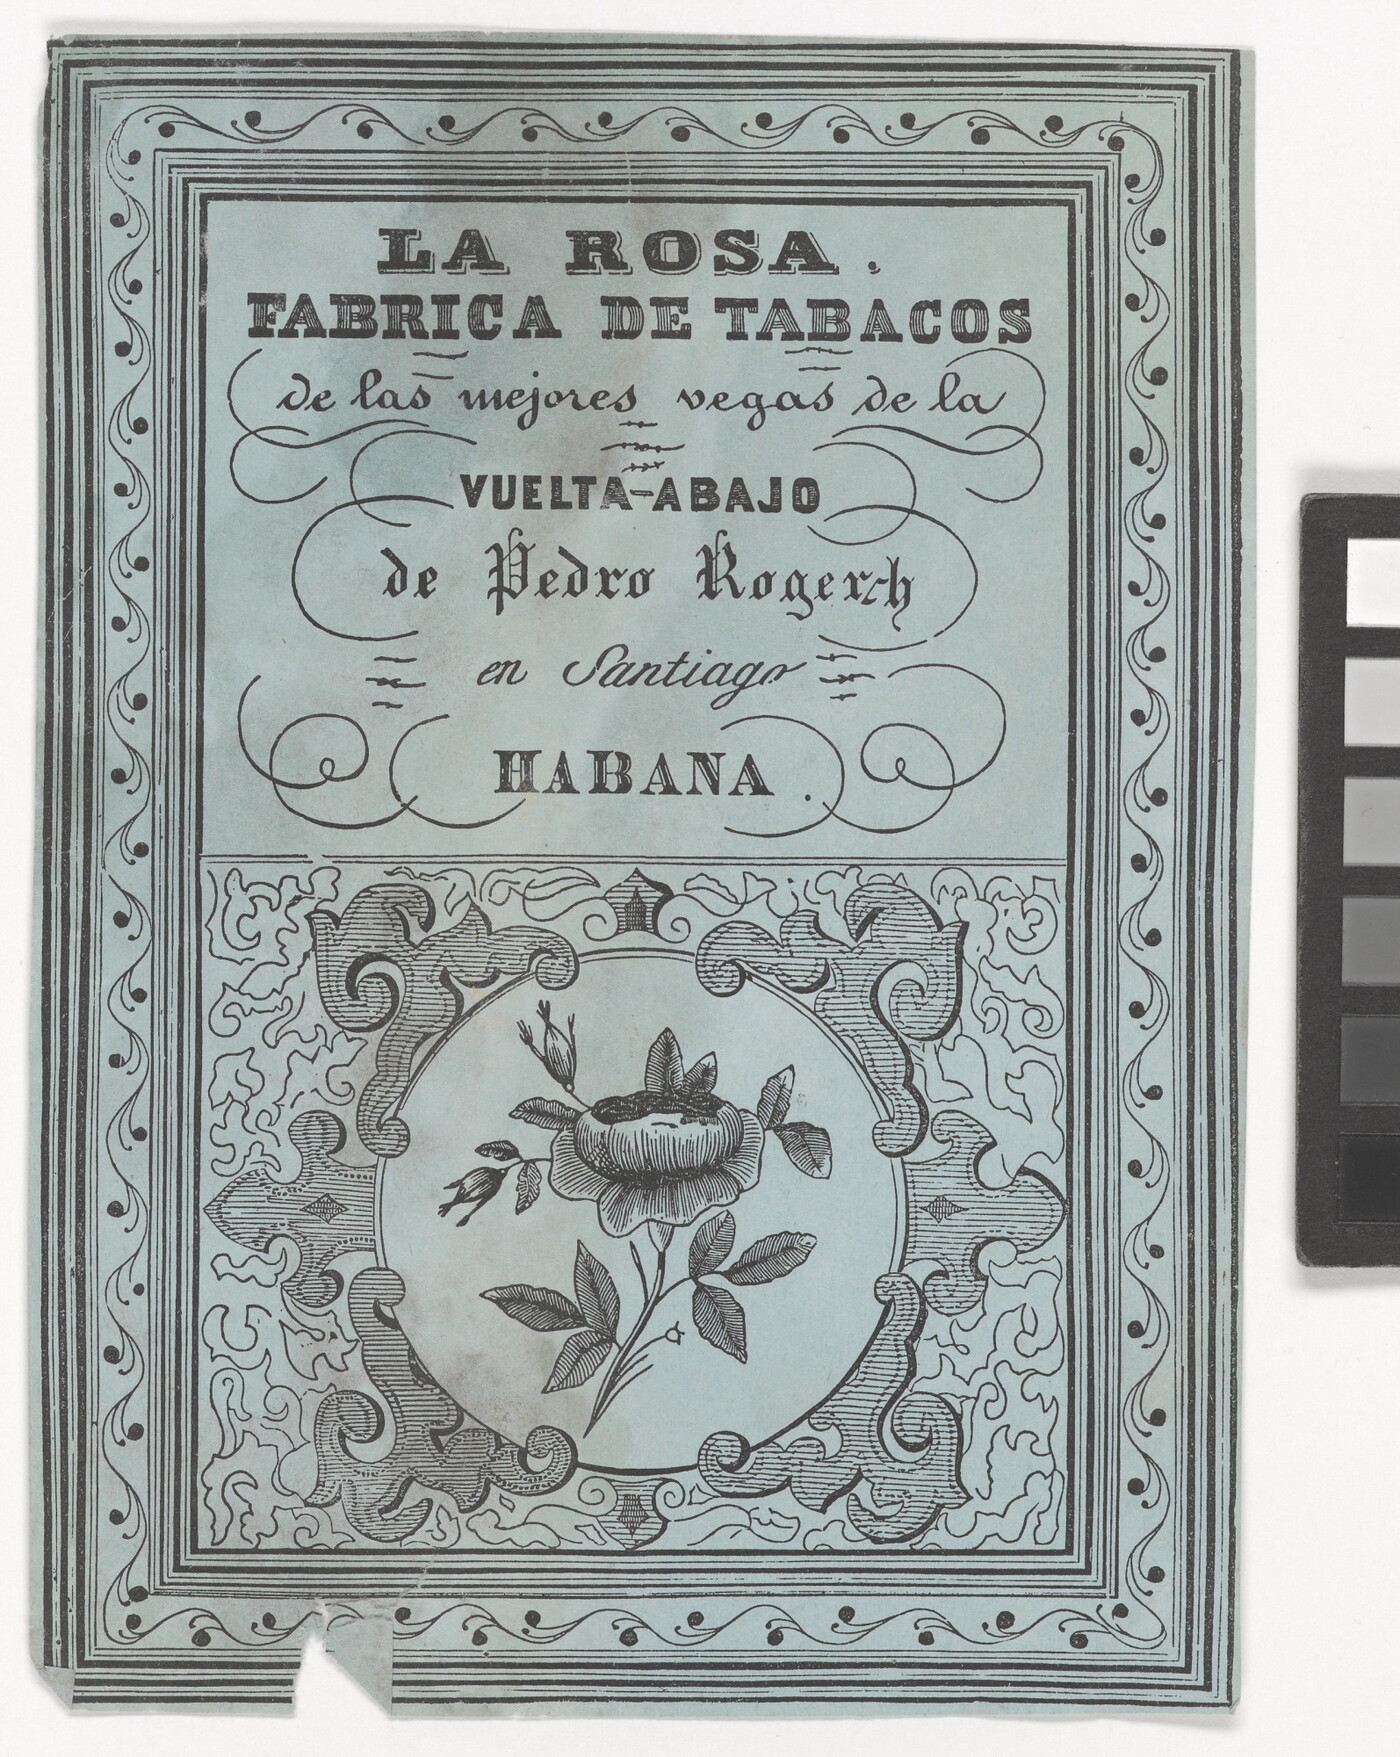 LA ROSA.
FABRICA DE TABACOS
de las mejores vegas de la
VUELTA-ABAJO
de Pedro Rogerch
en Santiago
HABANA.